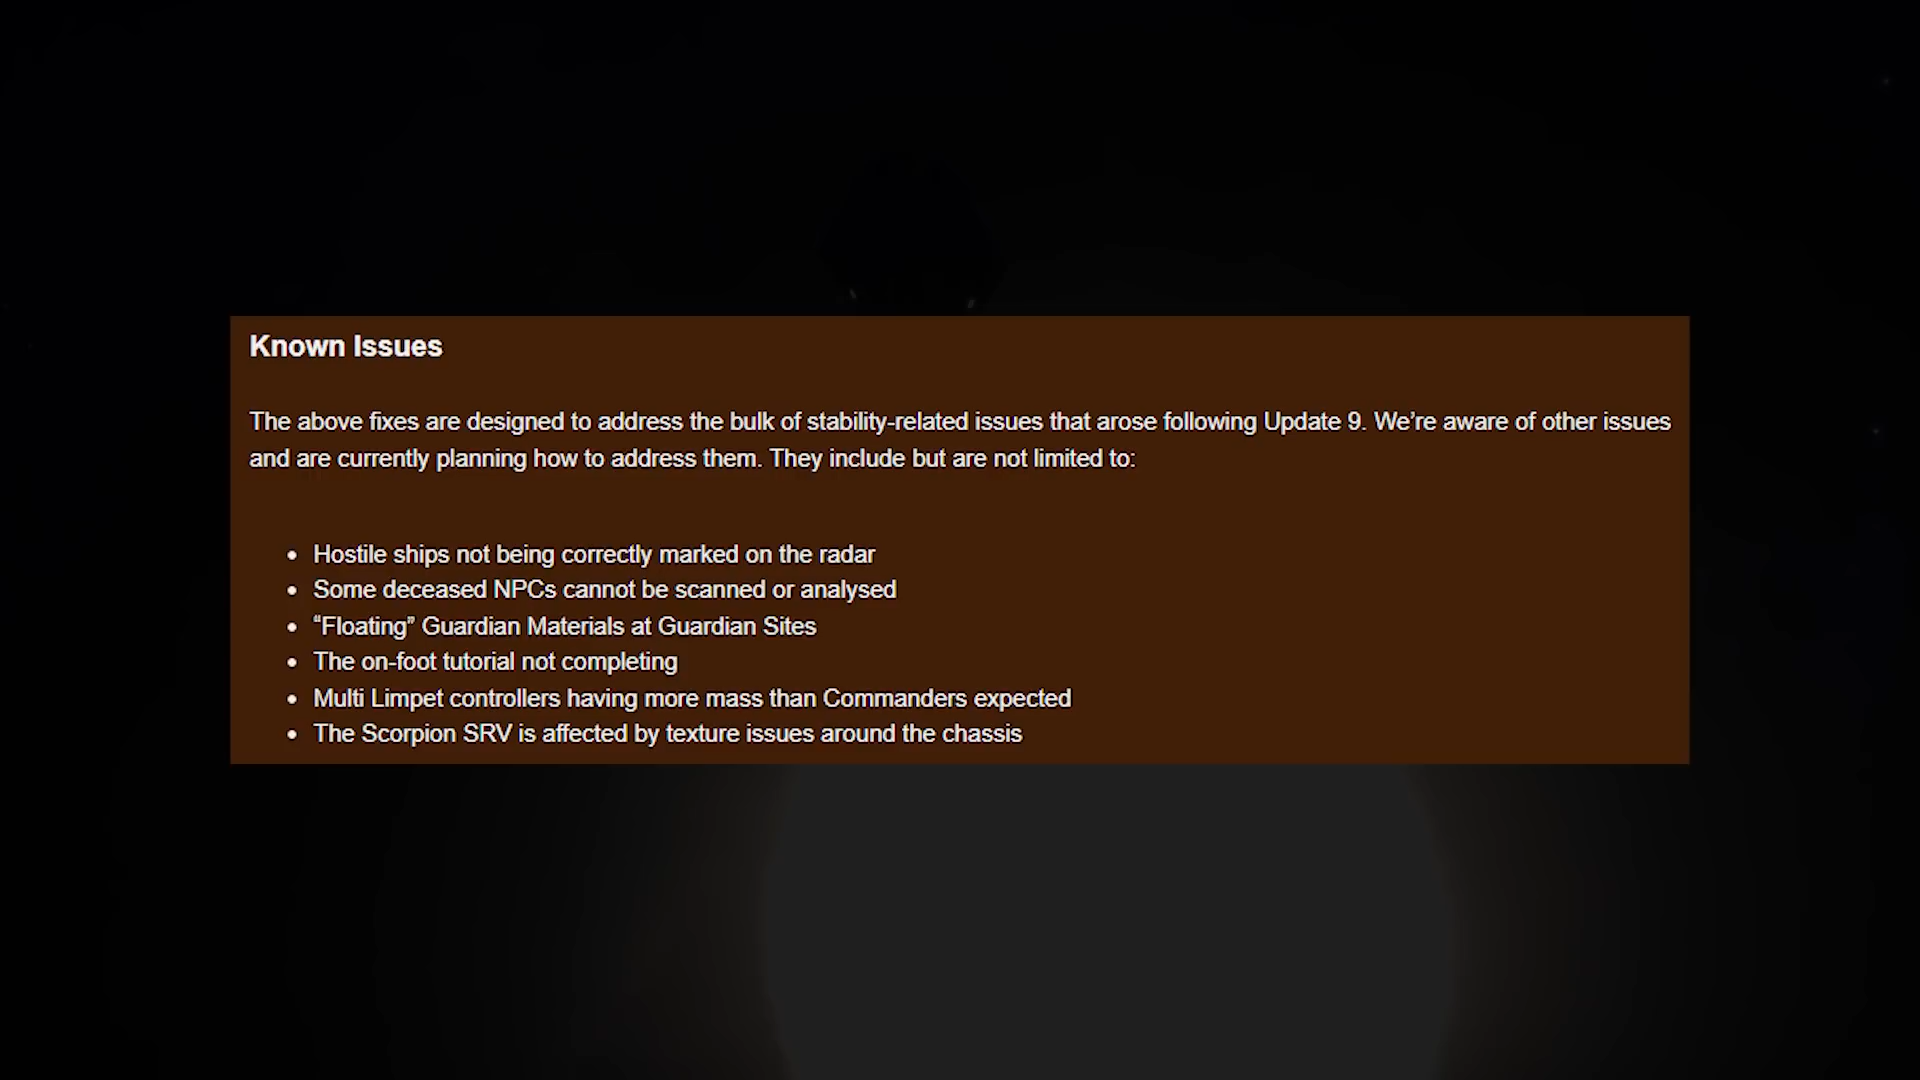 Known Issues
The above fixes are designed to address the bulk of stability-related issues that arose following Update 9. We’re aware of other issues
and are currently planning how to address them. They include but are not limited to:
• Hostile ships not being correctly marked on the radar
• Some deceased NPCs cannot be scanned or analysed
• “Floating” Guardian Materials at Guardian Sites
• The on-foot tutorial not completing
• Multi Limpet controllers having more mass than Commanders expected
• The Scorpion SRV is affected by texture issues around the chassis